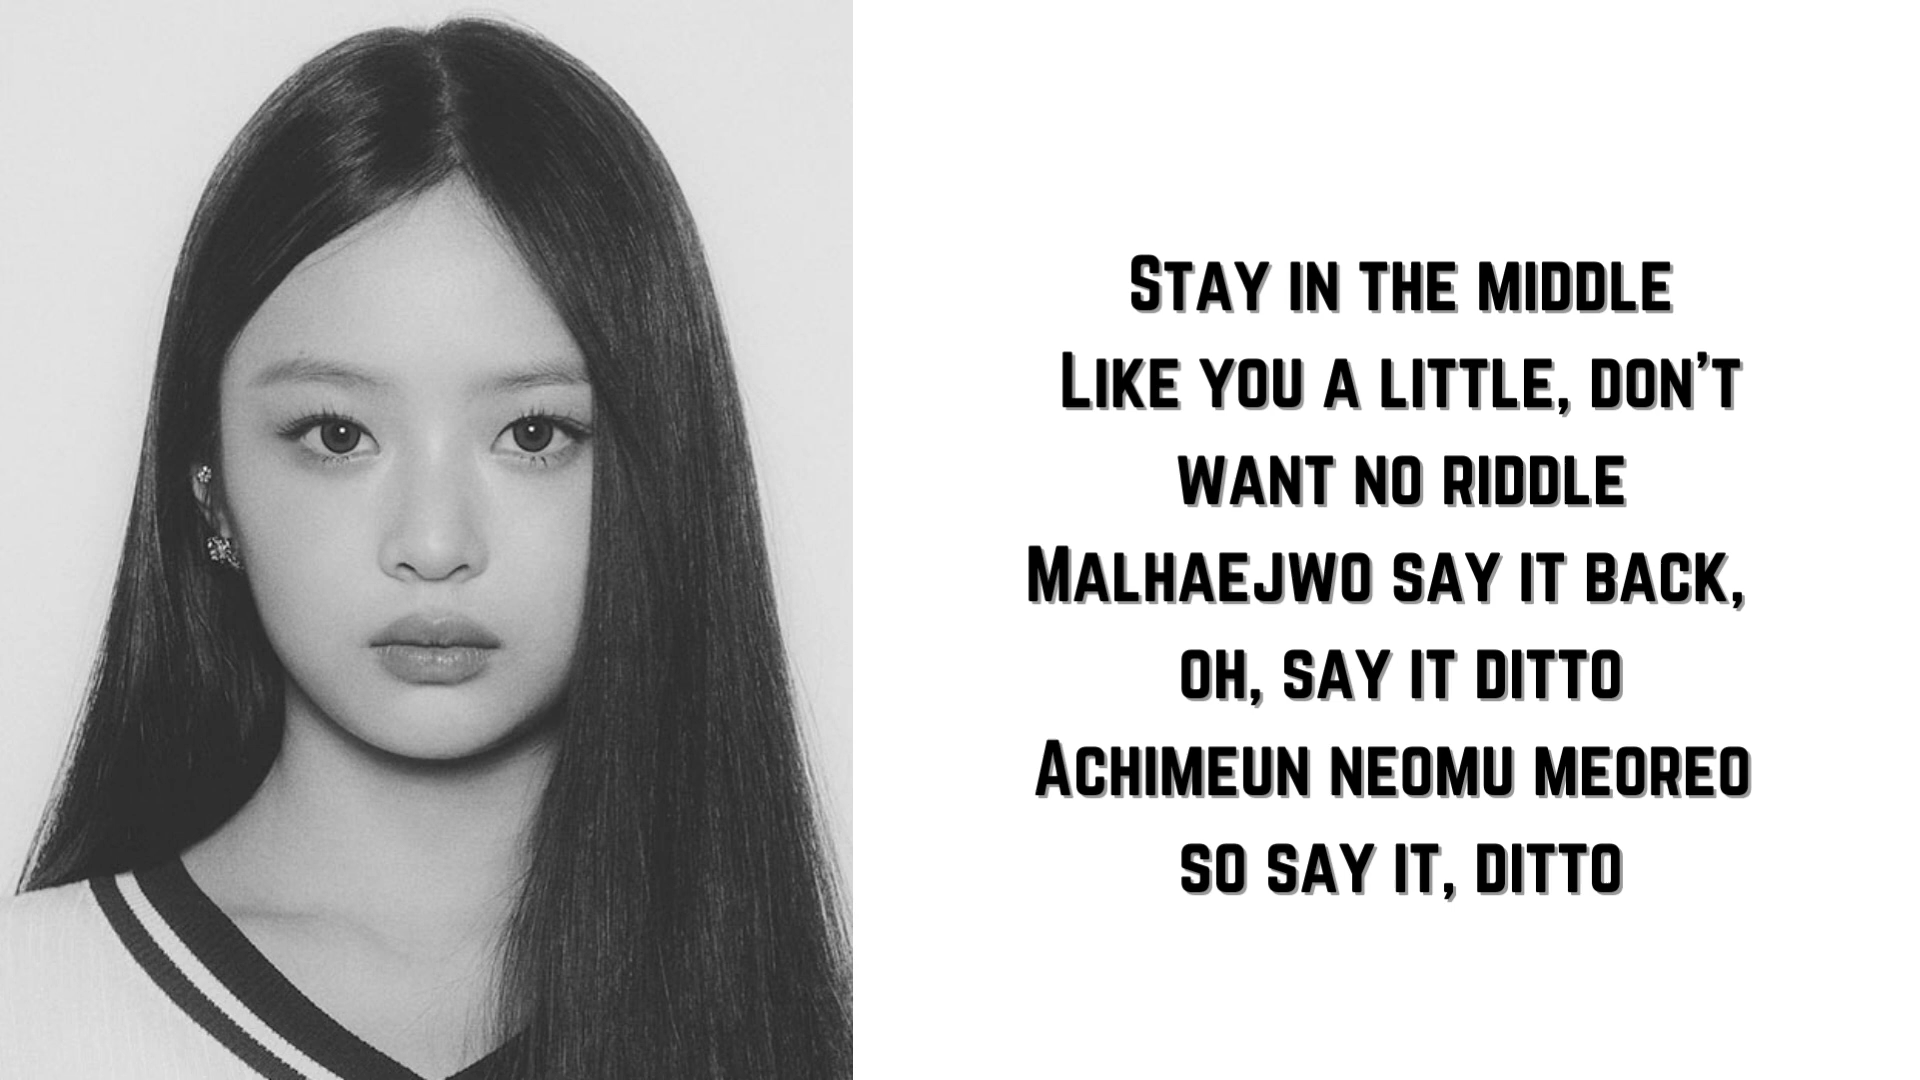 Stay in the middle
Like you a little, don't
want no riddle
Malhaejwo say it back,
oh, say it ditto
Achimeun neomu meoreo
so say it, ditto